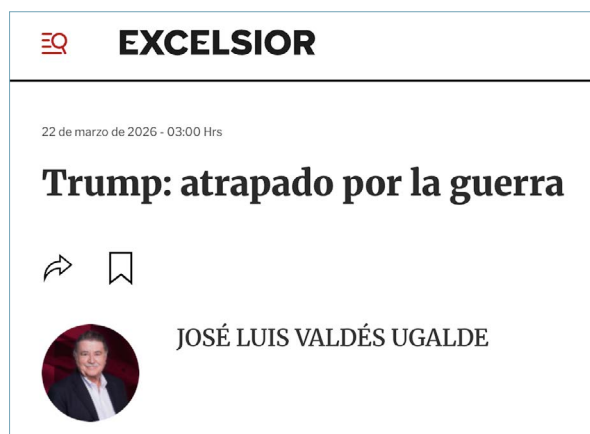 EXCELSIOR
22 de marzo de 2026 - 03:00 Hrs
Trump: atrapado por la guerra
JOSÉ LUIS VALDÉS UGALDE